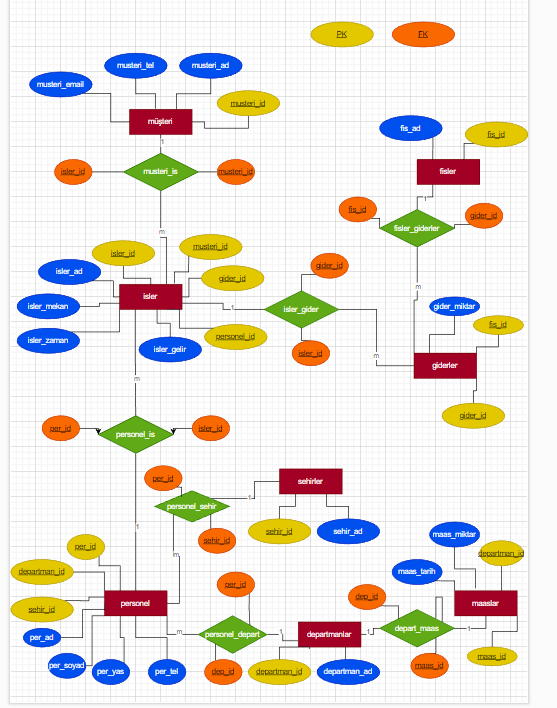 PK
FK
musteri_tel
musteri_ad
musteri_email
musteri_id
müşteri
fis_ad
fis_id
1
isler_id
musteri_is
musteri_id
fisler
1
fis_id
gider_id
fisler_giderler
m
isler_id
musteri_id
isler_ad
gider_id
gider_id
m
isler
isler_mekan
1
isler_gider
gider_miktar
isler_zaman
personel_id
fis_id
isler_gelir
isler_id
m
giderler
m
gider_id
per_id
personel_is
isler_id
per_id
sehirler
1
personel_sehir
1
sehir_id
sehir_id
sehir_ad
maas_miktar
per_id
m
departman_id
departman_id
maas_tarih
per_id
dep_id
sehir_id
personel
maaslar
per_ad
m
personel_depart
1
departmanlar
1
depart_maas
1
per_soyad
per_yas
per_tel
dep_id
departman_id
departman_ad
maas_id
maas_id